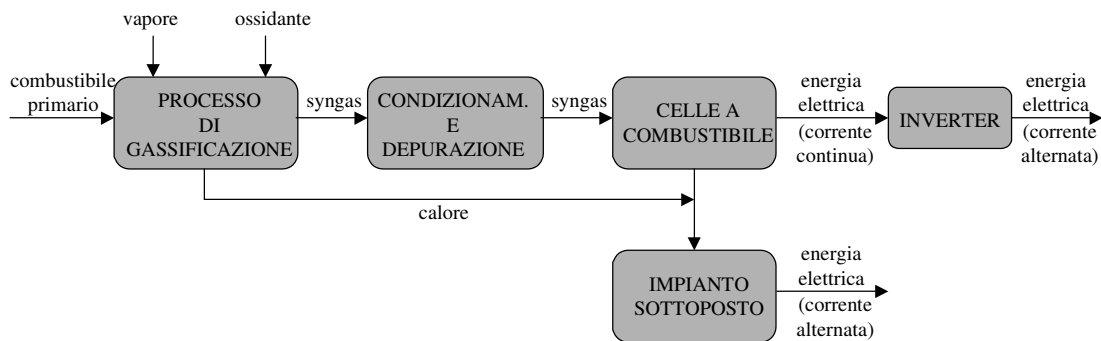 vapore
ossidante
combustibile
primario
PROCESSO
DI
GASSIFICAZIONE
syngas
CONDIZIONAM.
E
DEPURAZIONE
syngas
CELLE A
COMBUSTIBILE
energia
elettrica
(corrente
continua)
INVERTER
energia
elettrica
(corrente
alternata)
calore
IMPIANTO
SOTTOPOSTO
energia
elettrica
(corrente
alternata)